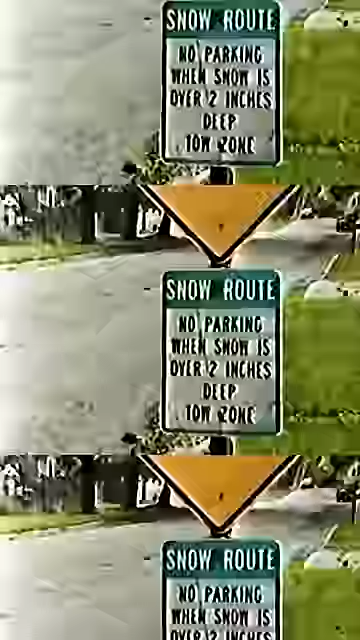 SNOW ROUTE
NO PARKING
WHEN SNOW IS
OVER 2 INCHES
DEEP
TOW ZONE
SNOW ROUTE
NO PARKING
WHEN SNOW IS
OVER 2 INCHES
DEEP
TOW ZONE
SNOW ROUTE
NO PARKING
WHEN SNOW IS